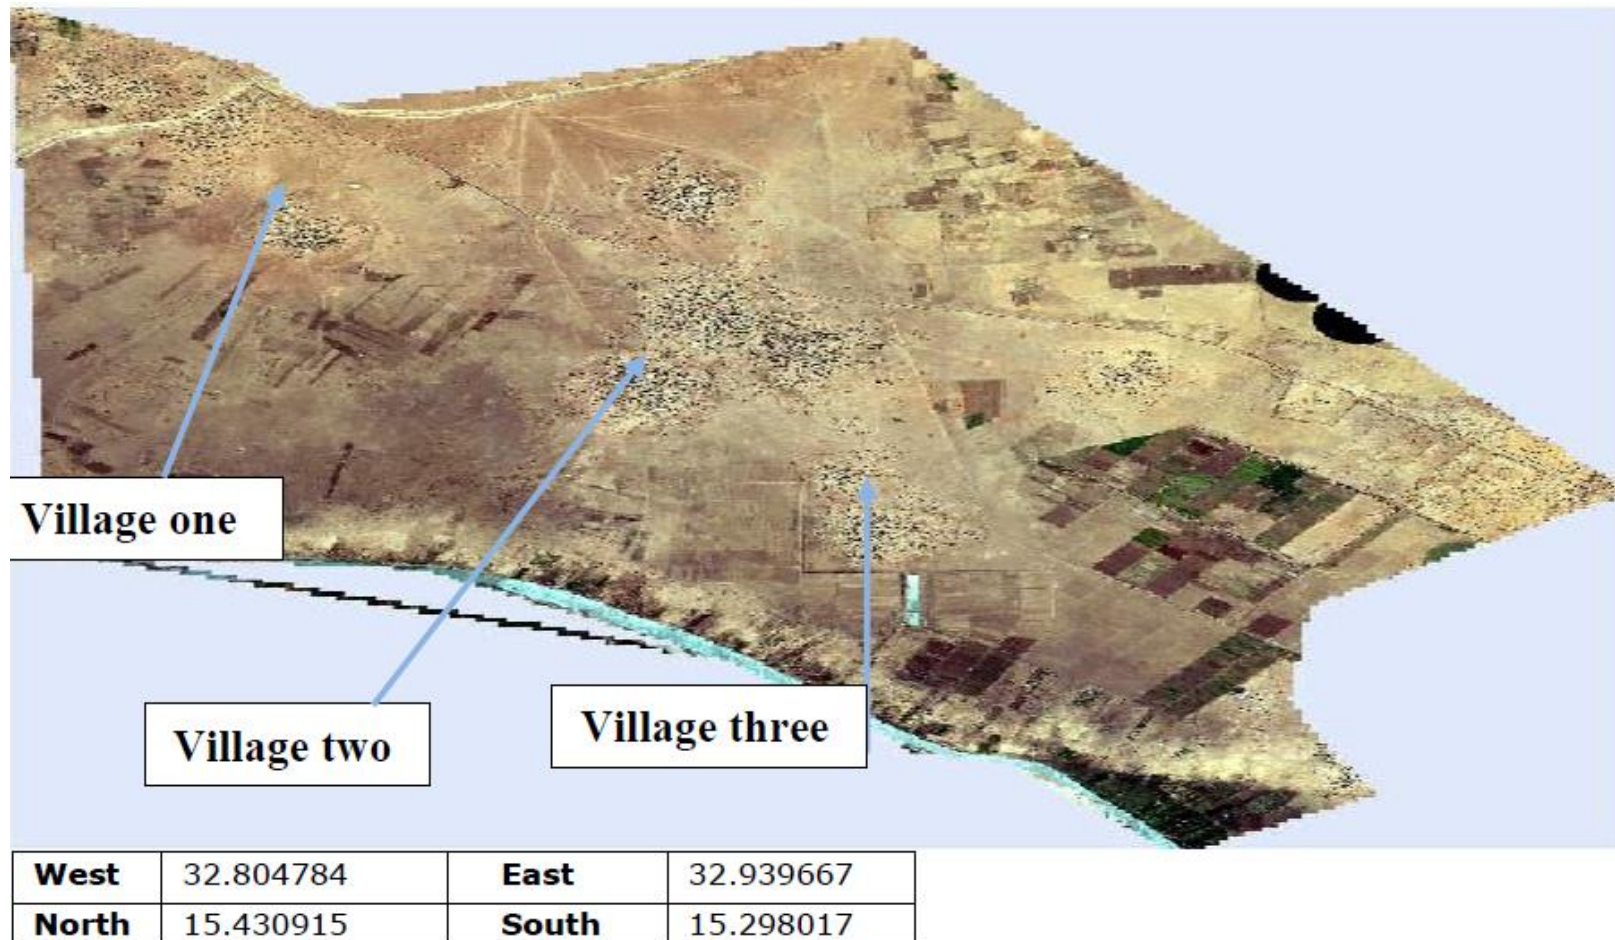 Village one
Village two
Village three
West 32.804784 East 32.939667
North 15.430915 South 15.298017